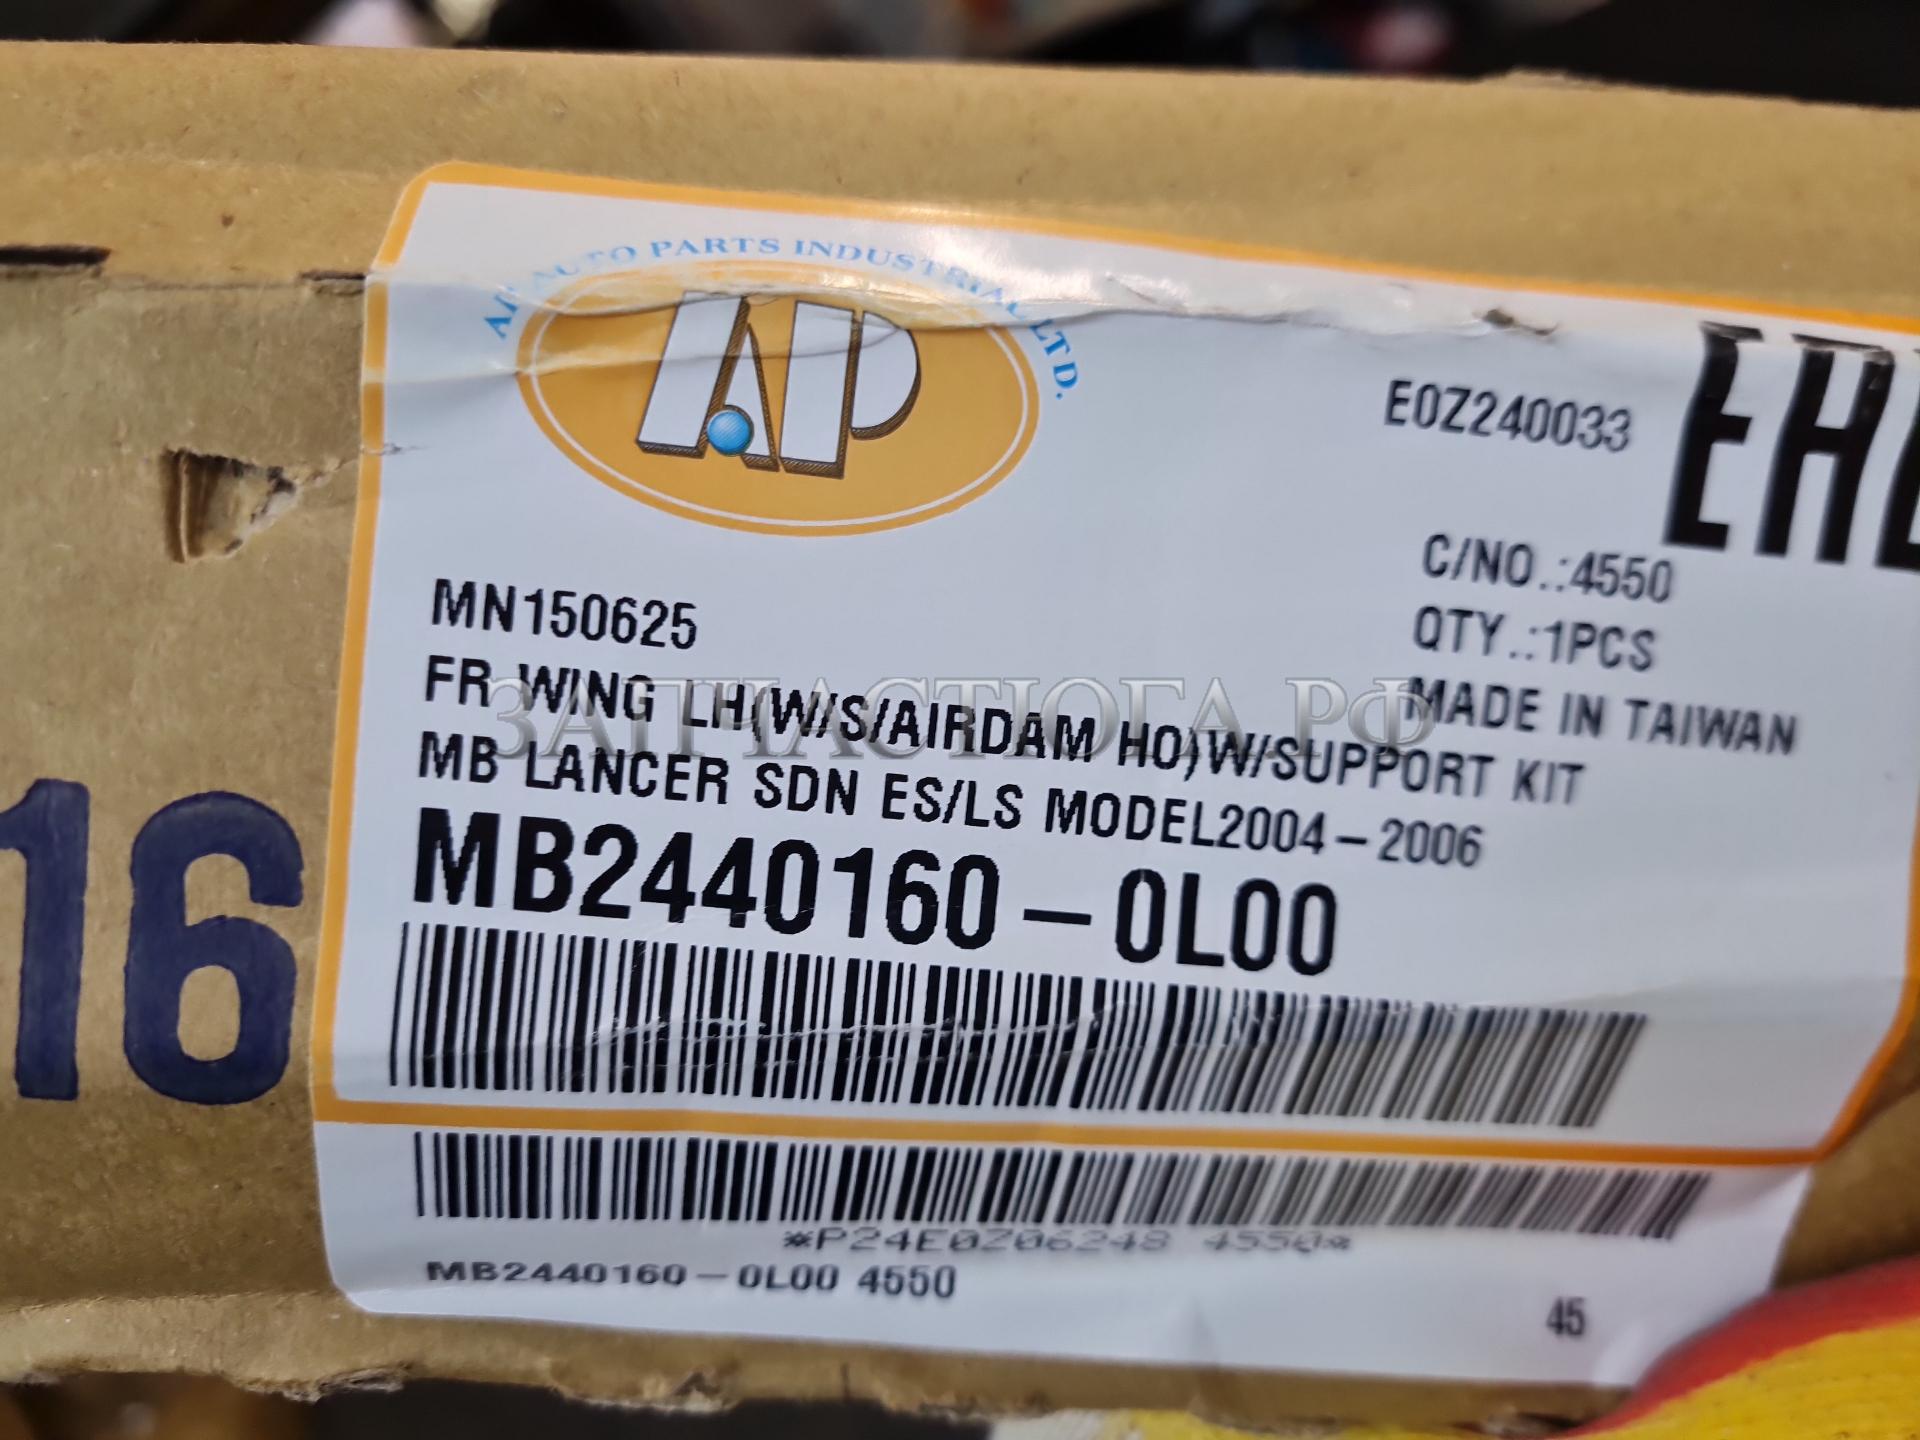 API AUTO PARTS INDUSTRIAL LTD.
AP
E0Z240033
C/NO.:4550
QTY.:1PCS
MADE IN TAIWAN
MN150625
FR WING LH(W/S/AIRDAM HO)W/SUPPORT KIT
MB LANCER SDN ES/LS MODEL2004-2006
MB2440160-0L00
ЗАПЧАСТЮГА.РФ
16
*P24E0Z06248 4550*
MB2440160-0L00 4550
45